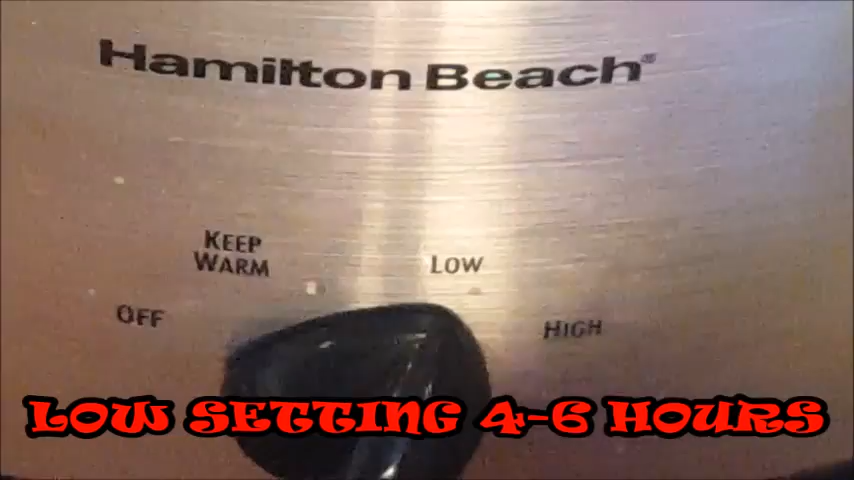 Hamilton Beach®
KEEP
WARM
LOW
OFF
HIGH
LOW SETTING 4-6 HOURS